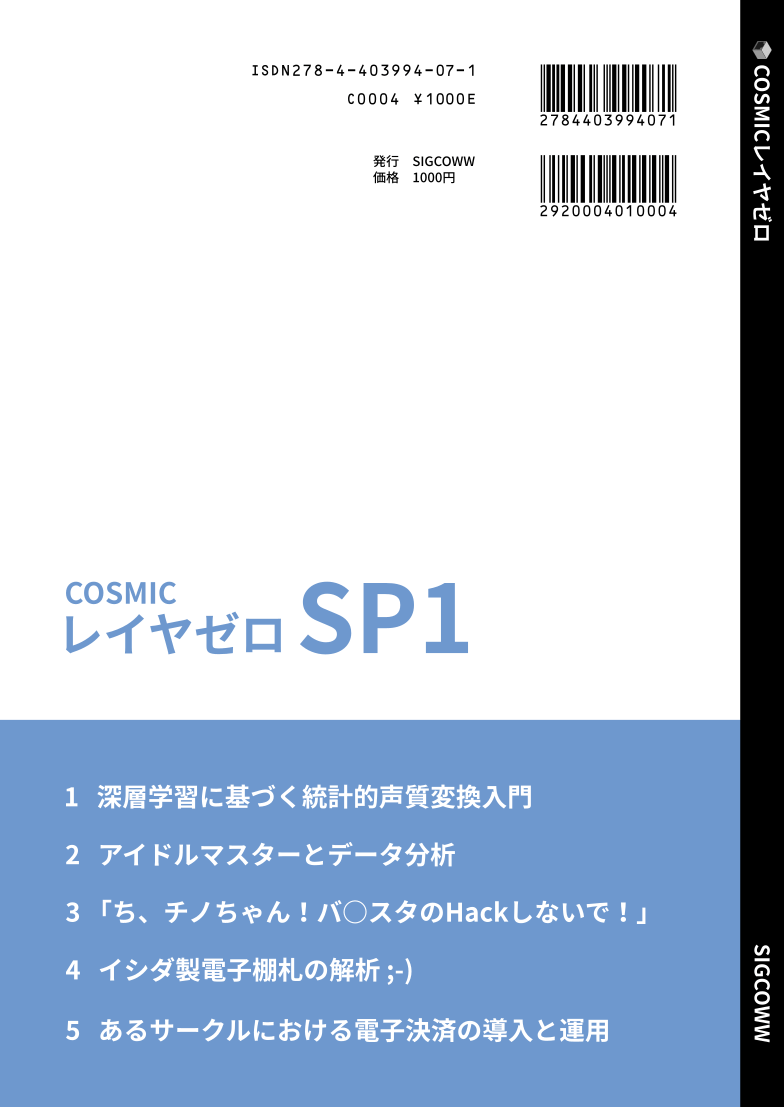 ISDN278-4-403994-07-1
C0004 ¥1000E
2784403994071
発行 SIGCOWW
価格 1000円
2920004010004
COSMIC
レイヤゼロ SP1
1 深層学習に基づく統計的声質変換入門
2 アイドルマスターとデータ分析
3 「ち、チノちゃん！バ◯スタのHackしないで！」
4 イシダ製電子棚札の解析 ;-)
5 あるサークルにおける電子決済の導入と運用
COSMICレイヤゼロ
SIGCOWW